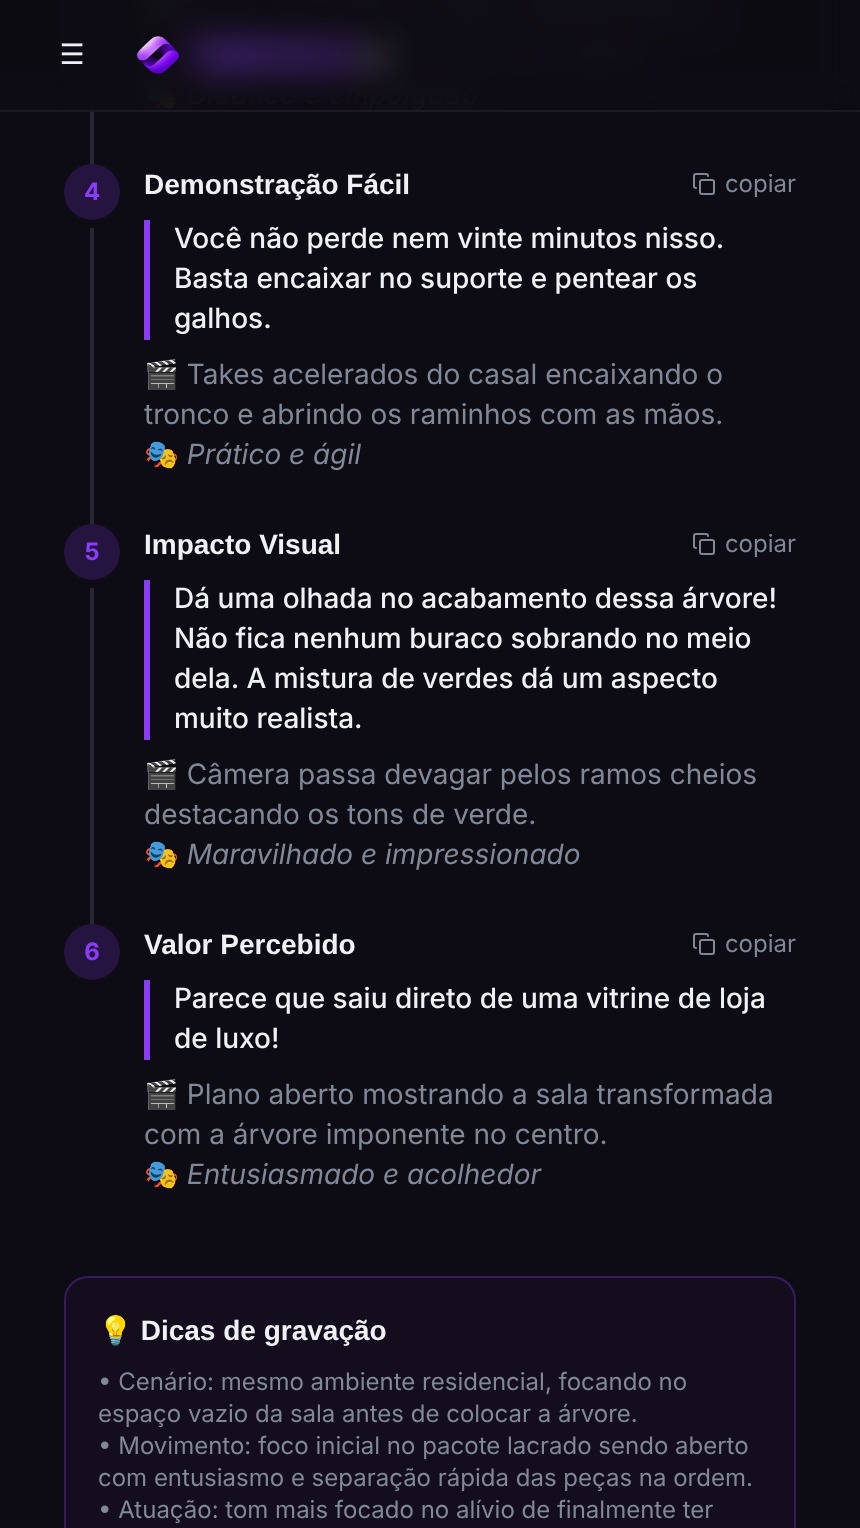 ☰
4
Demonstração Fácil
copiar
Você não perde nem vinte minutos nisso.
Basta encaixar no suporte e pentear os
galhos.
🎬 Takes acelerados do casal encaixando o
tronco e abrindo os raminhos com as mãos.
🎭 Prático e ágil
5
Impacto Visual
copiar
Dá uma olhada no acabamento dessa árvore!
Não fica nenhum buraco sobrando no meio
dela. A mistura de verdes dá um aspecto
muito realista.
🎬 Câmera passa devagar pelos ramos cheios
destacando os tons de verde.
🎭 Maravilhado e impressionado
6
Valor Percebido
copiar
Parece que saiu direto de uma vitrine de loja
de luxo!
🎬 Plano aberto mostrando a sala transformada
com a árvore imponente no centro.
🎭 Entusiasmado e acolhedor
💡 Dicas de gravação
• Cenário: mesmo ambiente residencial, focando no
espaço vazio da sala antes de colocar a árvore.
• Movimento: foco inicial no pacote lacrado sendo aberto
com entusiasmo e separação rápida das peças na ordem.
• Atuação: tom mais focado no alívio de finalmente ter